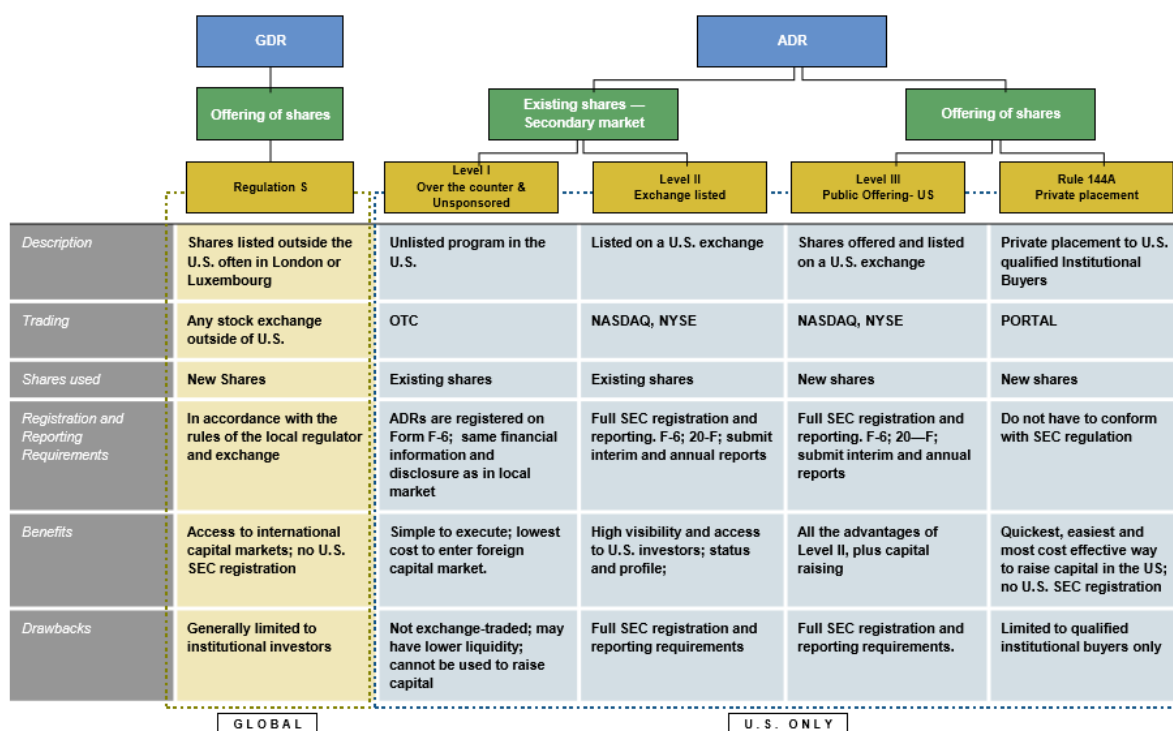 GDR
ADR
Offering of shares
Existing shares —
Secondary market
Offering of shares
Regulation S
Level I
Over the counter &
Unsponsored
Level II
Exchange listed
Level III
Public Offering- US
Rule 144A
Private placement
Description
Shares listed outside the
U.S. often in London or
Luxembourg
Unlisted program in the
U.S.
Listed on a U.S. exchange
Shares offered and listed
on a U.S. exchange
Private placement to U.S.
qualified Institutional
Buyers
Trading
Any stock exchange
outside of U.S.
OTC
NASDAQ, NYSE
NASDAQ, NYSE
PORTAL
Shares used
New Shares
Existing shares
Existing shares
New shares
New shares
Registration and
Reporting
Requirements
In accordance with the
rules of the local regulator
and exchange
ADRs are registered on
Form F-6; same financial
information and
disclosure as in local
market
Full SEC registration and
reporting. F-6; 20-F; submit
interim and annual reports
Full SEC registration and
reporting. F-6; 20—F;
submit interim and annual
reports
Do not have to conform
with SEC regulation
Benefits
Access to international
capital markets; no U.S.
SEC registration
Simple to execute; lowest
cost to enter foreign
capital market.
High visibility and access
to U.S. investors; status
and profile;
All the advantages of
Level II, plus capital
raising
Quickest, easiest and
most cost effective way
to raise capital in the US;
no U.S. SEC registration
Drawbacks
Generally limited to
institutional investors
Not exchange-traded; may
have lower liquidity;
cannot be used to raise
capital
Full SEC registration and
reporting requirements
Full SEC registration and
reporting requirements.
Limited to qualified
institutional buyers only
GLOBAL
U.S. ONLY